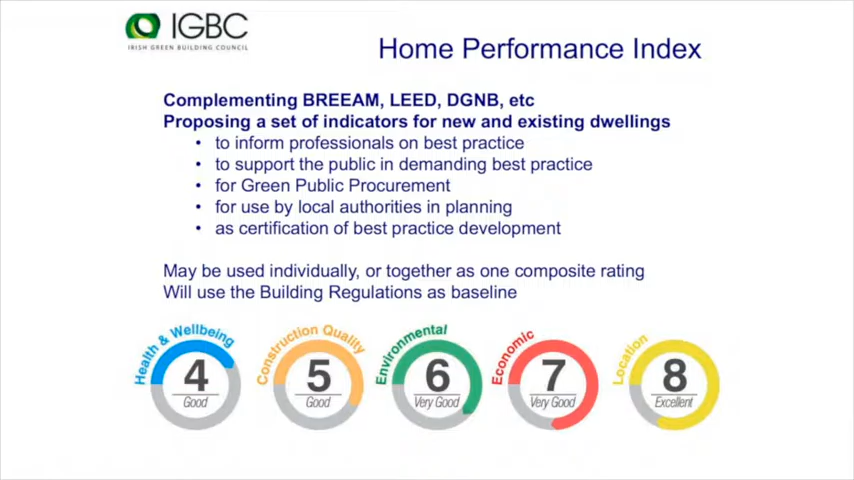 IGBC
IRISH GREEN BUILDING COUNCIL
Home Performance Index
Complementing BREEAM, LEED, DGNB, etc
Proposing a set of indicators for new and existing dwellings
• to inform professionals on best practice
• to support the public in demanding best practice
• for Green Public Procurement
• for use by local authorities in planning
• as certification of best practice development
May be used individually, or together as one composite rating
Will use the Building Regulations as baseline
Health & Wellbeing
4
Good
Construction Quality
5
Good
Environmental
6
Very Good
Economic
7
Very Good
Location
8
Excellent